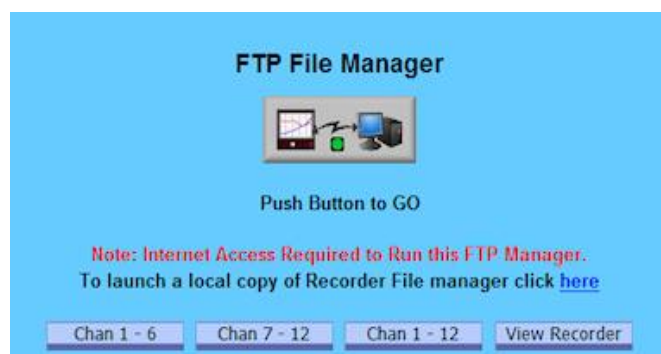 FTP File Manager
Push Button to GO
Note: Internet Access Required to Run this FTP Manager.
To launch a local copy of Recorder File manager click here
Chan 1 - 6 Chan 7 - 12 Chan 1 - 12 View Recorder